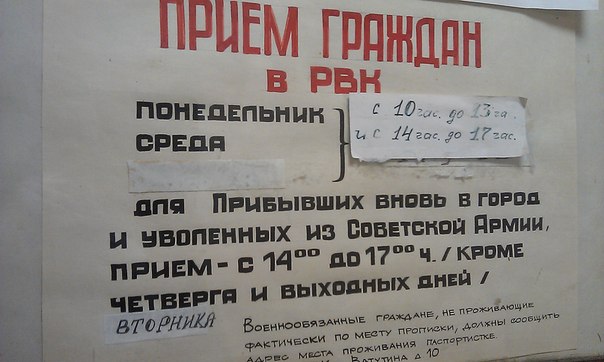 ПРИЕМ ГРАЖДАН
В РВК
ПОНЕДЕЛЬНИК
СРЕДА
с 10 час. до 13 ча.
и с 14 час. до 17 час.
для Прибывших вновь в город
и уволенных из Советской Армии,
прием - с 14⁰⁰ до 17⁰⁰ ч. / кроме
четверга и выходных дней /
ВТОРНИКА
Военнообязанные граждане, не проживающие
фактически по месту прописки, должны сообщить
адрес места проживания паспортистке.
Ватутина д 10